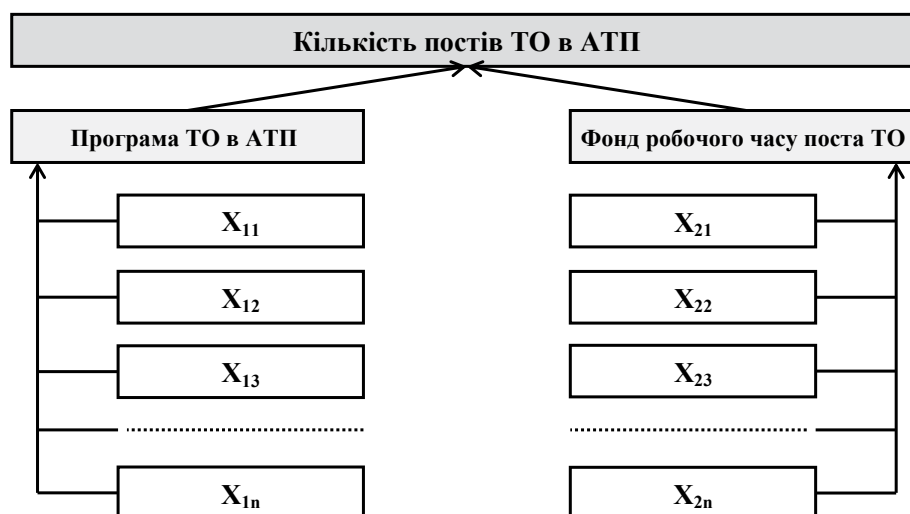 Кількість постів ТО в АТП
Програма ТО в АТП
Фонд робочого часу поста ТО
X₁₁
X₂₁
X₁₂
X₂₂
X₁₃
X₂₃
X₁ₙ
X₂ₙ